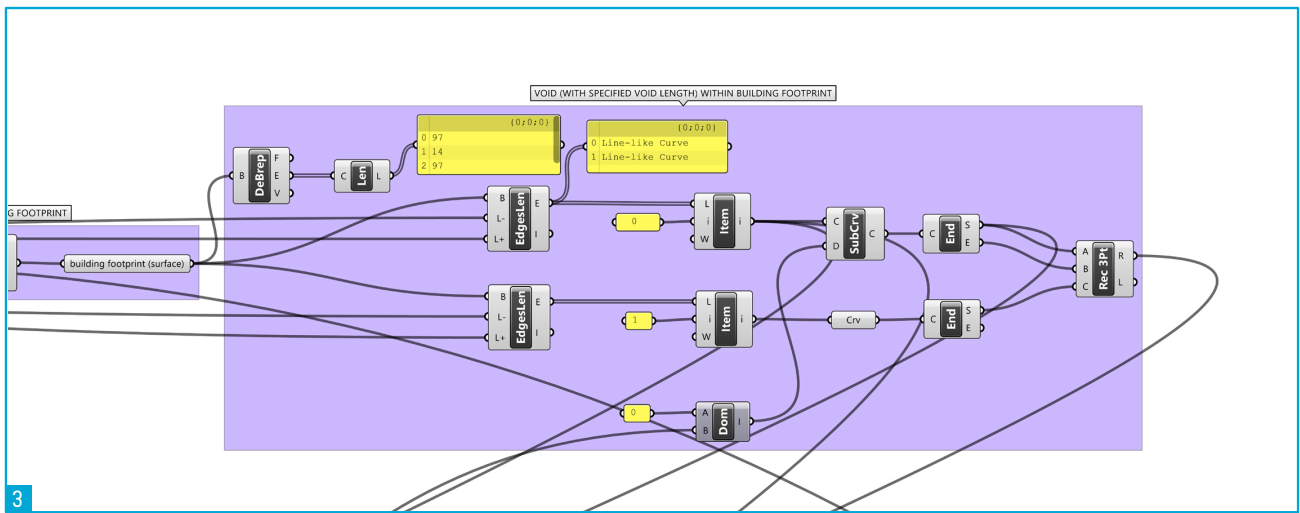 VOID (WITH SPECIFIED VOID LENGTH) WITHIN BUILDING FOOTPRINT
{0;0;0}
0 97
1 14
2 97
{0;0;0}
0 Line-like Curve
1 Line-like Curve
B DeBrep F E V
C Len L
G FOOTPRINT
building footprint (surface)
B L- L+ EdgesLen E I
0
L i W Item i
C D SubCrv C
C End S E
A B C Rec 3Pt R L
B L- L+ EdgesLen E I
1
L i W Item i
Crv
C End S E
0
A B Dom I
3